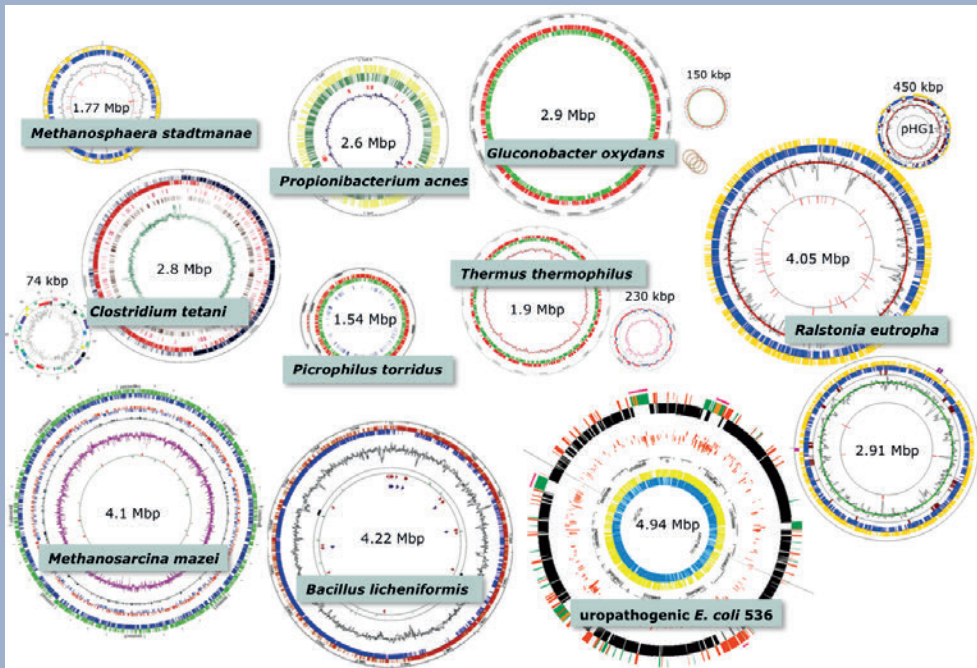 1.77 Mbp
Methanosphaera stadtmanae
2.6 Mbp
Propionibacterium acnes
2.9 Mbp
Gluconobacter oxydans
150 kbp
450 kbp
pHG1
4.05 Mbp
Ralstonia eutropha
2.91 Mbp
2.8 Mbp
Clostridium tetani
74 kbp
1.54 Mbp
Picrophilus torridus
Thermus thermophilus
1.9 Mbp
230 kbp
4.1 Mbp
Methanosarcina mazei
4.22 Mbp
Bacillus licheniformis
4.94 Mbp
uropathogenic E. coli 536